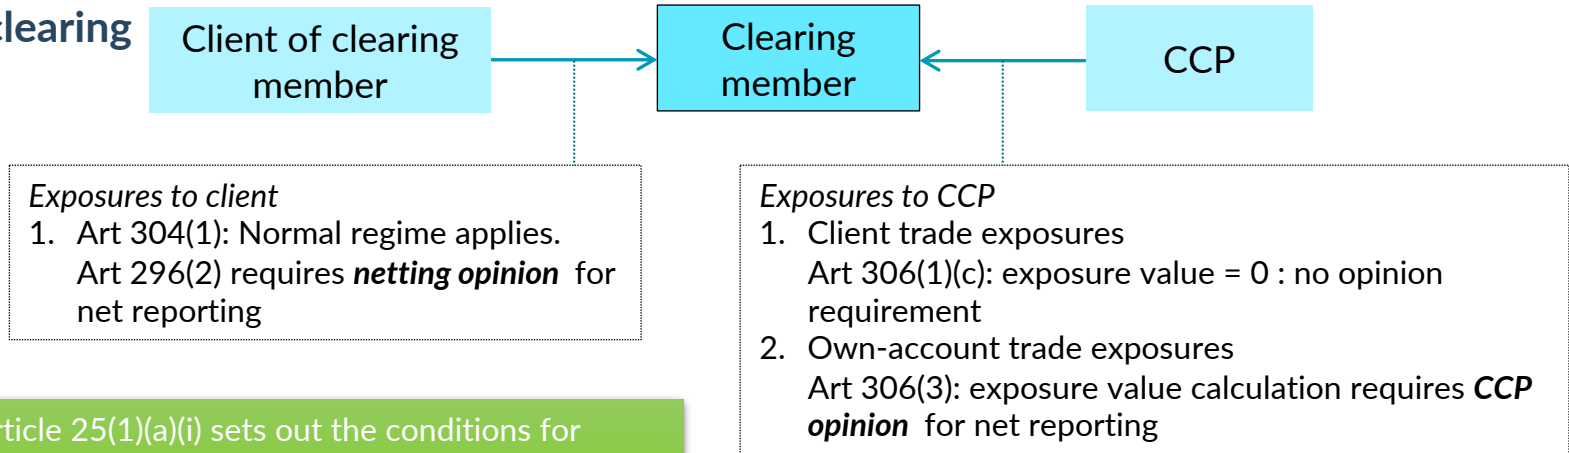 clearing
Client of clearing
member
Clearing
member
CCP
Exposures to client
1. Art 304(1): Normal regime applies.
Art 296(2) requires netting opinion for
net reporting
Exposures to CCP
1. Client trade exposures
Art 306(1)(c): exposure value = 0 : no opinion
requirement
2. Own-account trade exposures
Art 306(3): exposure value calculation requires CCP
opinion for net reporting
rticle 25(1)(a)(i) sets out the conditions for